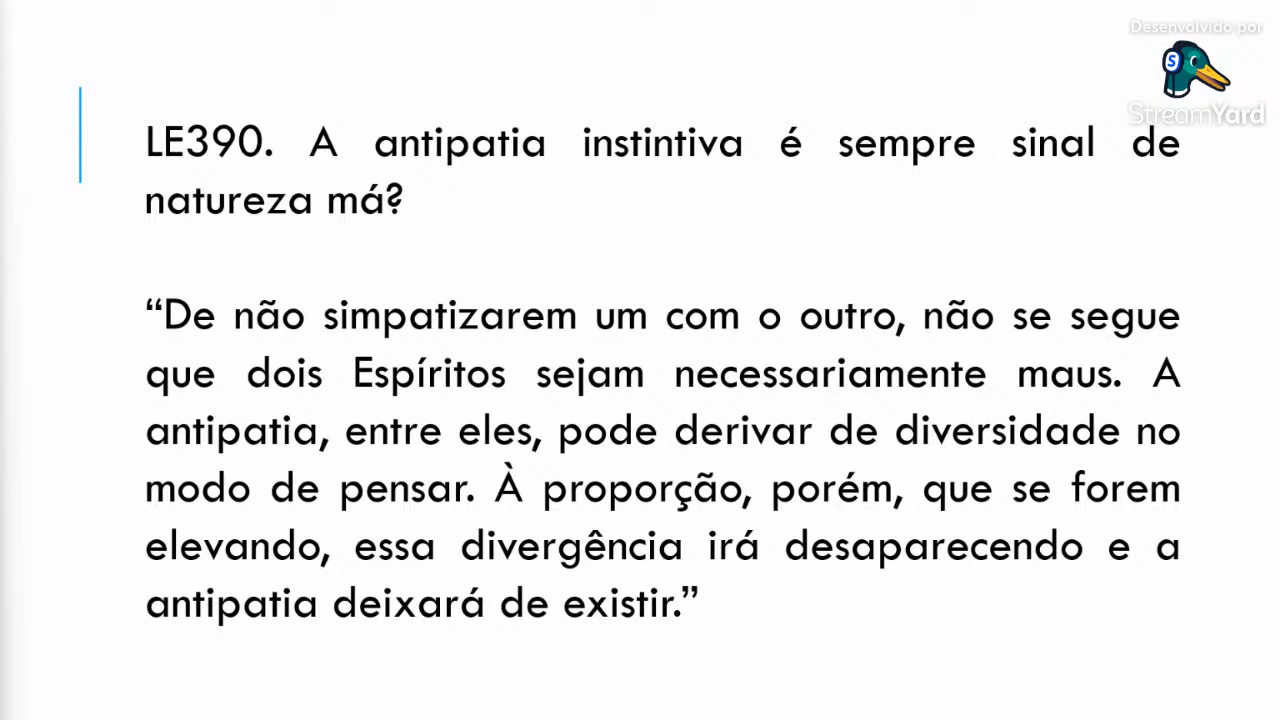 Desenvolvido por
S
StreamYard
LE390. A antipatia instintiva é sempre sinal de
natureza má?
“De não simpatizarem um com o outro, não se segue
que dois Espíritos sejam necessariamente maus. A
antipatia, entre eles, pode derivar de diversidade no
modo de pensar. À proporção, porém, que se forem
elevando, essa divergência irá desaparecendo e a
antipatia deixará de existir.”